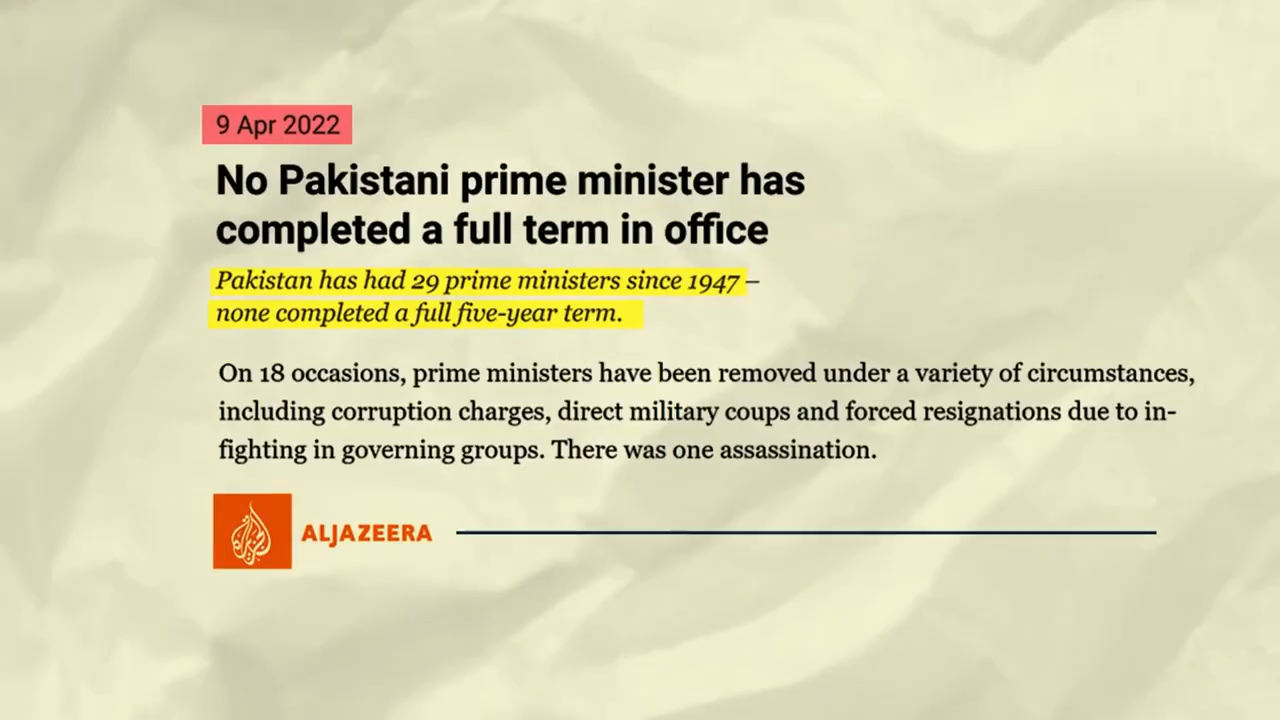 9 Apr 2022
No Pakistani prime minister has
completed a full term in office
Pakistan has had 29 prime ministers since 1947 –
none completed a full five-year term.
On 18 occasions, prime ministers have been removed under a variety of circumstances,
including corruption charges, direct military coups and forced resignations due to in-
fighting in governing groups. There was one assassination.
ALJAZEERA